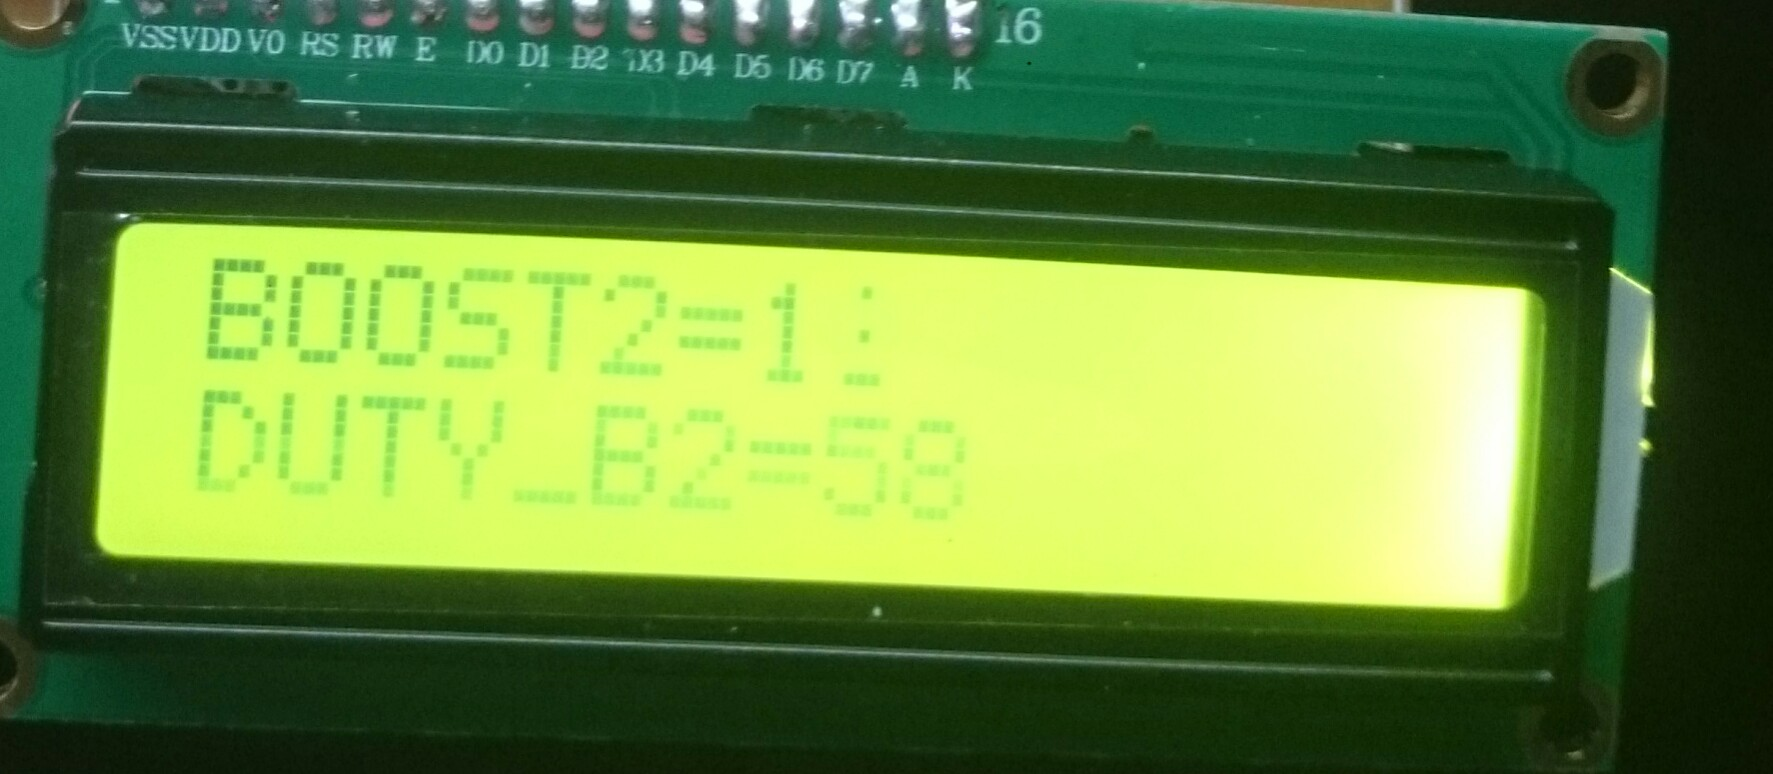 VSS VDD V0 RS RW E D0 D1 D2 D3 D4 D5 D6 D7 A K 16
BOOST2=1:
DUTY_B2=58